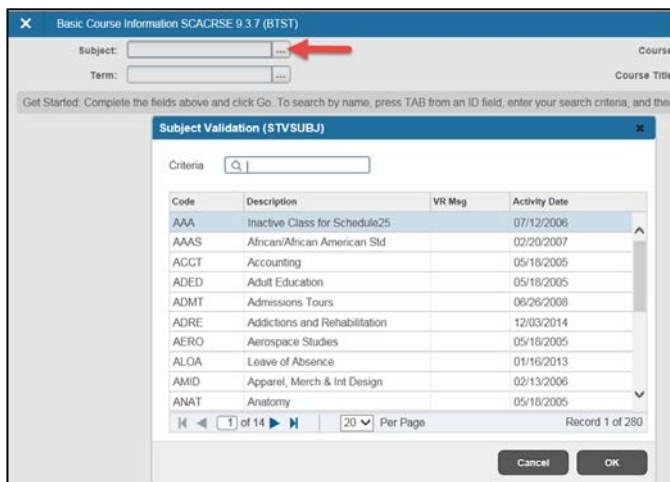 Basic Course Information SCACRSE 9.3.7 (BTST)
Subject: ... Course
Term: ... Course Title
Get Started: Complete the fields above and click Go. To search by name, press TAB from an ID field, enter your search criteria, and the
Subject Validation (STVSUBJ)
Criteria
Code Description VR Msg Activity Date
AAA Inactive Class for Schedule25 07/12/2006
AAAS African/African American Std 02/20/2007
ACCT Accounting 05/18/2005
ADED Adult Education 05/18/2005
ADMT Admissions Tours 06/26/2008
ADRE Addictions and Rehabilitation 12/03/2014
AERO Aerospace Studies 05/18/2005
ALOA Leave of Absence 01/16/2013
AMID Apparel, Merch & Int Design 02/13/2006
ANAT Anatomy 05/18/2005
1 of 14 20 Per Page Record 1 of 280
Cancel OK